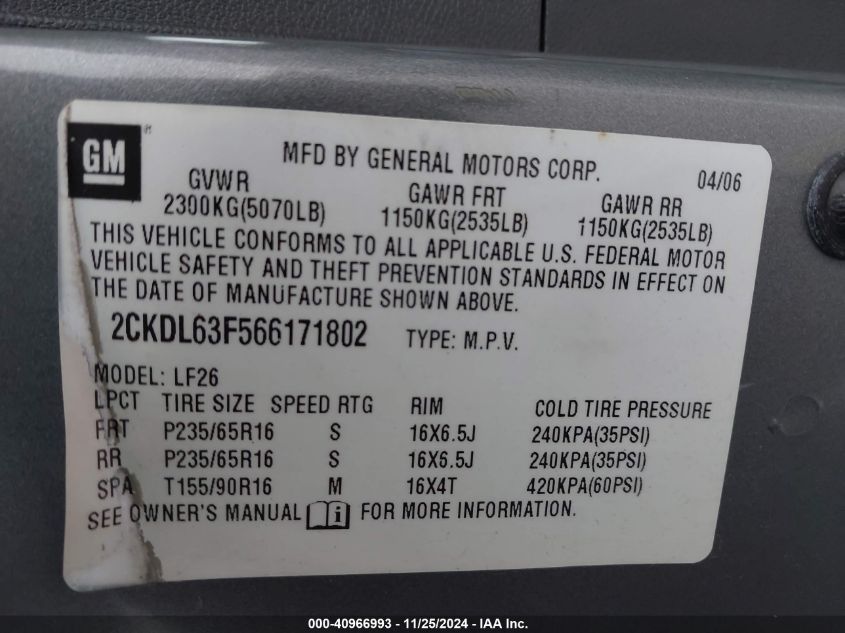 GM
MFD BY GENERAL MOTORS CORP. 04/06
GVWR GAWR FRT GAWR RR
2300KG(5070LB) 1150KG(2535LB) 1150KG(2535LB)
THIS VEHICLE CONFORMS TO ALL APPLICABLE U.S. FEDERAL MOTOR
VEHICLE SAFETY AND THEFT PREVENTION STANDARDS IN EFFECT ON
THE DATE OF MANUFACTURE SHOWN ABOVE.
2CKDL63F566171802 TYPE: M.P.V.
MODEL: LF26
LPCT TIRE SIZE SPEED RTG RIM COLD TIRE PRESSURE
FRT P235/65R16 S 16X6.5J 240KPA(35PSI)
RR P235/65R16 S 16X6.5J 240KPA(35PSI)
SPA T155/90R16 M 16X4T 420KPA(60PSI)
SEE OWNER'S MANUAL i FOR MORE INFORMATION.
000-40966993 - 11/25/2024 - IAA Inc.